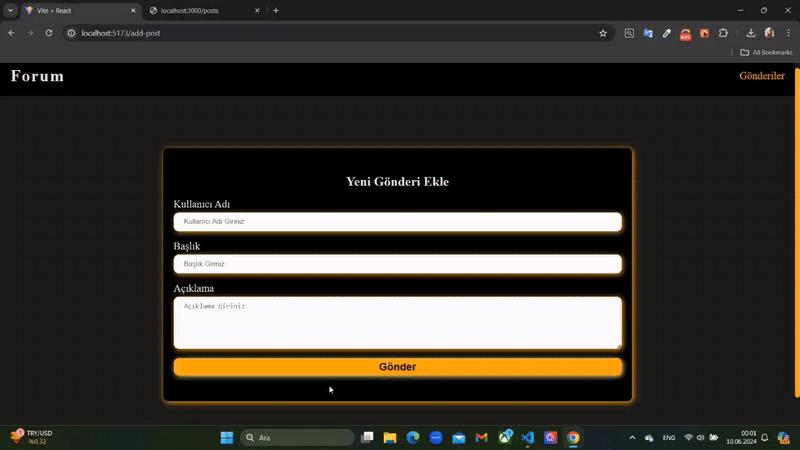 Vite + React
localhost:3000/posts
localhost:5173/add-post
All Bookmarks
Forum
Gönderiler
Yeni Gönderi Ekle
Kullanıcı Adı
Kullanıcı Adı Giriniz
Başlık
Başlık Giriniz
Açıklama
Açıklama Giriniz
Gönder
TRY/USD
-%0.32
Ara
ENG
00:01
10.06.2024